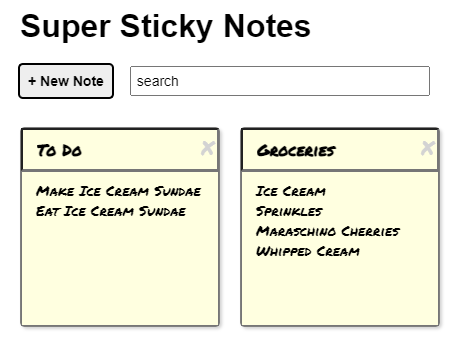 Super Sticky Notes
+ New Note
search
To Do
Make Ice Cream Sundae
Eat Ice Cream Sundae
Groceries
Ice Cream
Sprinkles
Maraschino Cherries
Whipped Cream